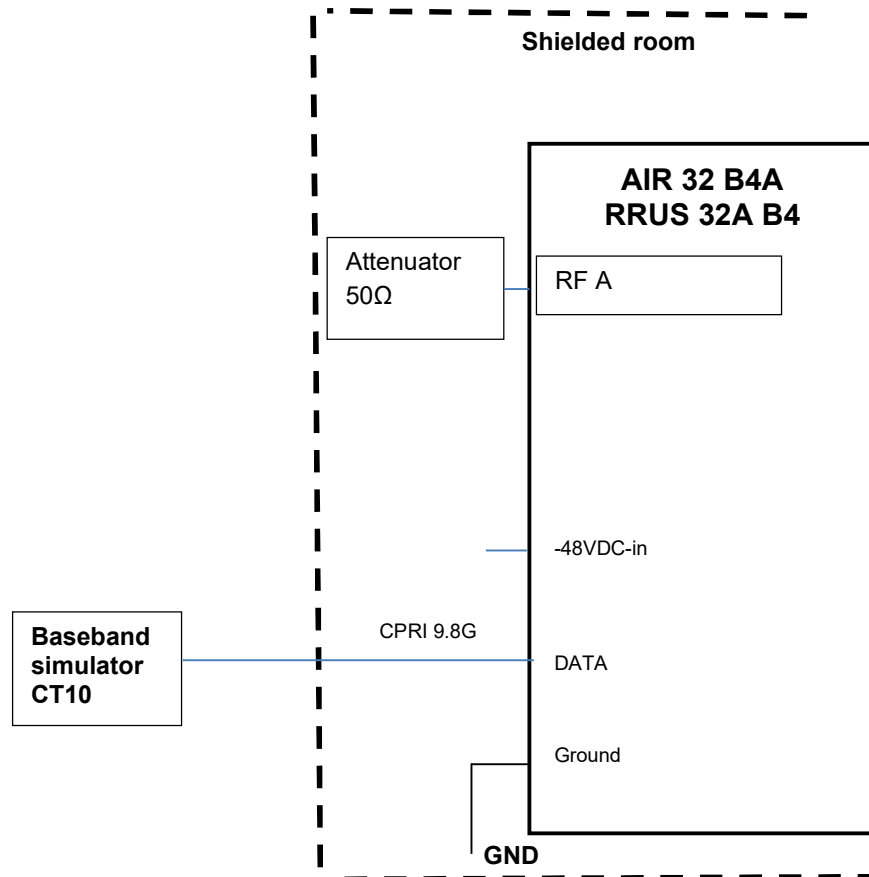 Shielded room
AIR 32 B4A
RRUS 32A B4
Attenuator
50Ω
RF A
-48VDC-in
CPRI 9.8G
Baseband
simulator
CT10
DATA
Ground
GND